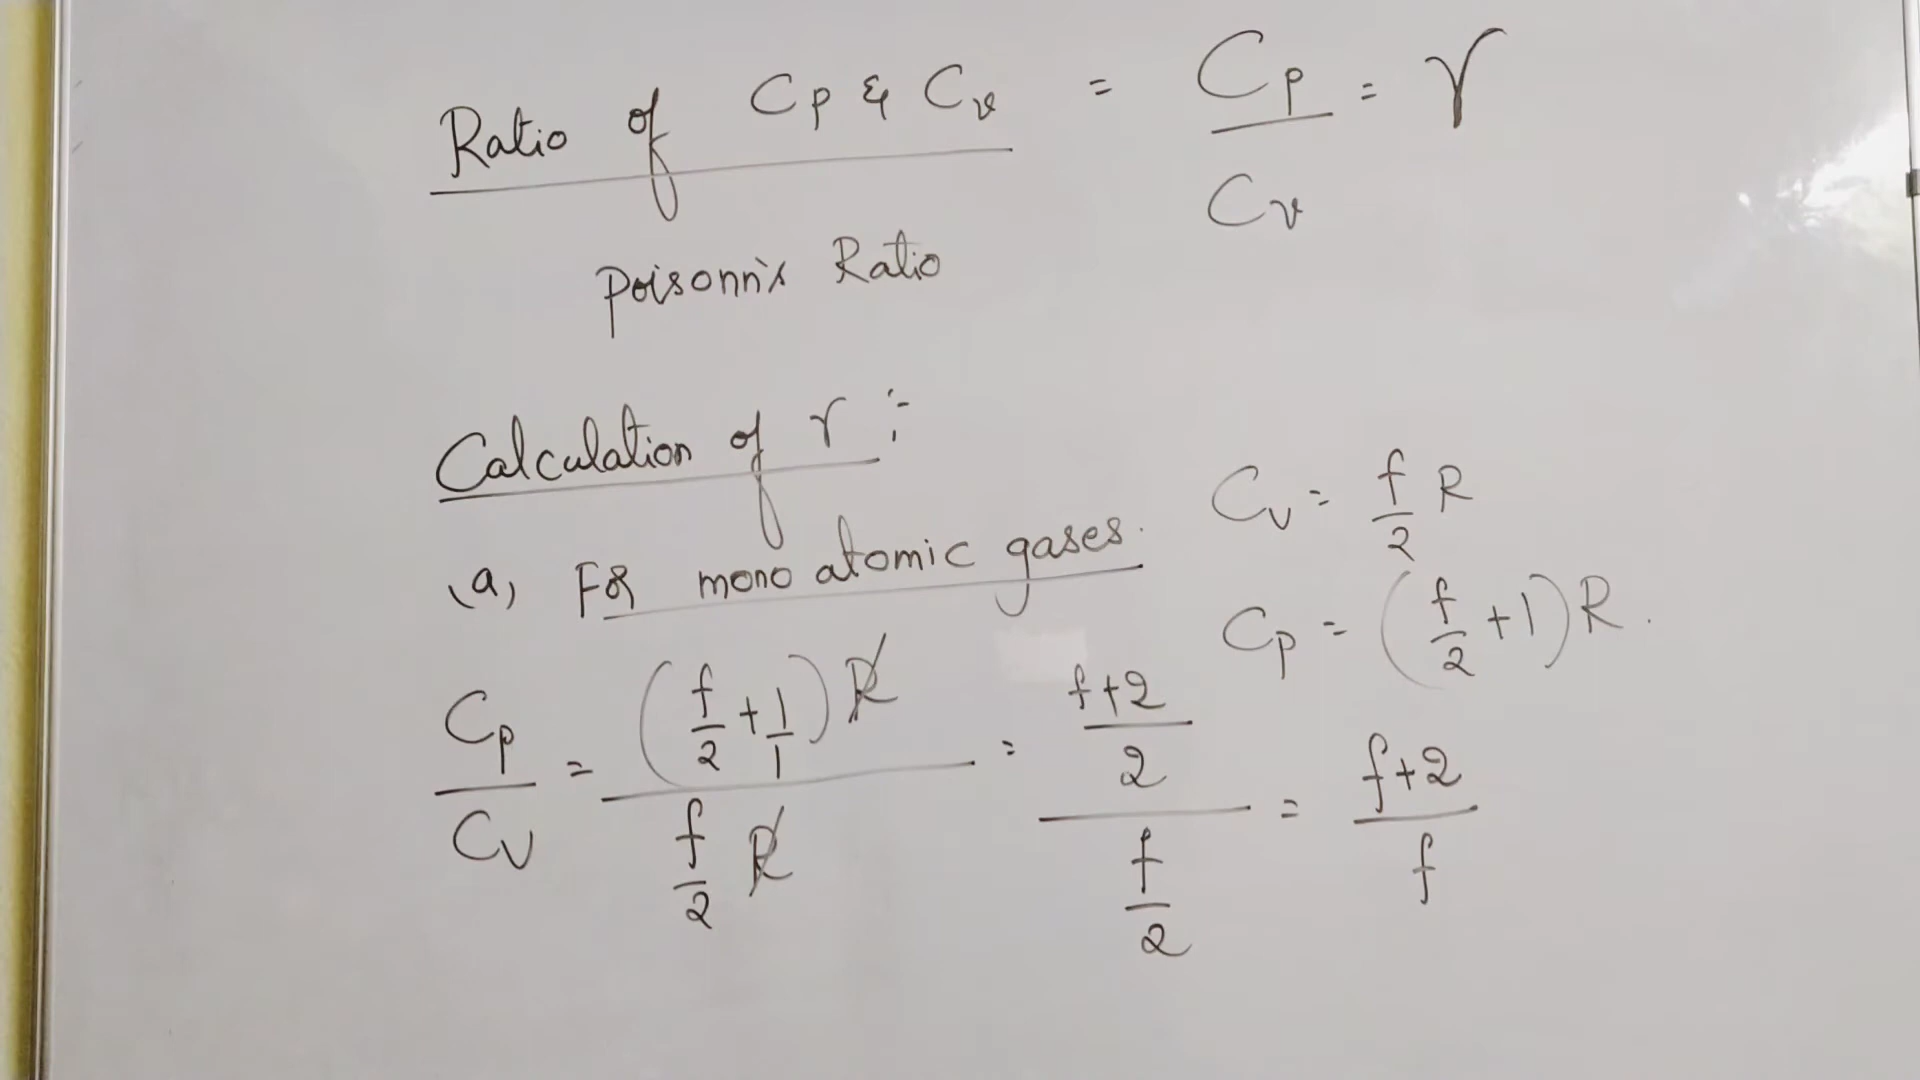 Ratio of Cp & Cv = Cp/Cv = γ
Poisonn's Ratio
Calculation of γ :-
(a) For mono atomic gases.
Cv = f/2 R
Cp = (f/2 + 1) R.
Cp/Cv = (f/2 + 1/1) R / f/2 R = f+2/2 / f/2 = f+2/f